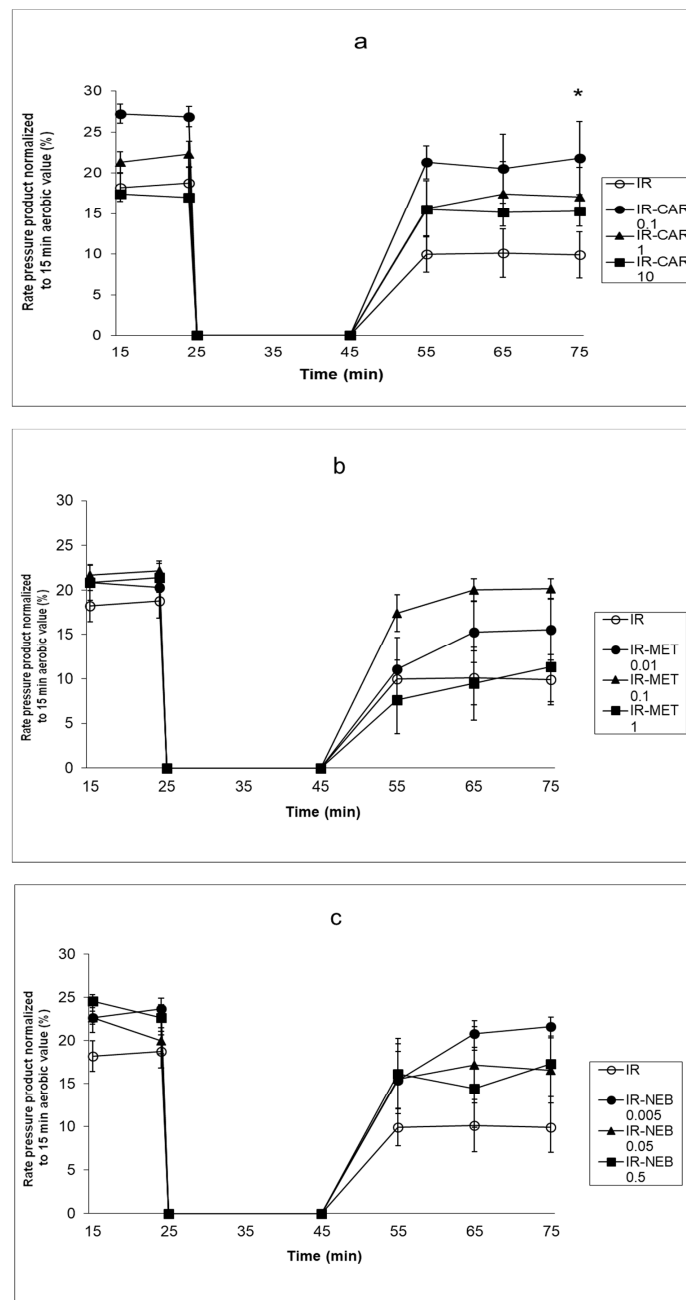 a
Rate pressure product normalized
to 15 min aerobic value (%)
30
25
20
15
10
5
0
*
15 25 35 45 55 65 75
Time (min)
IR
IR-CAR
0.1
IR-CAR
1
IR-CAR
10
b
Rate pressure product normalized
to 15 min aerobic value (%)
30
25
20
15
10
5
0
15 25 35 45 55 65 75
Time (min)
IR
IR-MET
0.01
IR-MET
0.1
IR-MET
1
c
Rate pressure product normalized
to 15 min aerobic value (%)
30
25
20
15
10
5
0
15 25 35 45 55 65 75
Time (min)
IR
IR-NEB
0.005
IR-NEB
0.05
IR-NEB
0.5